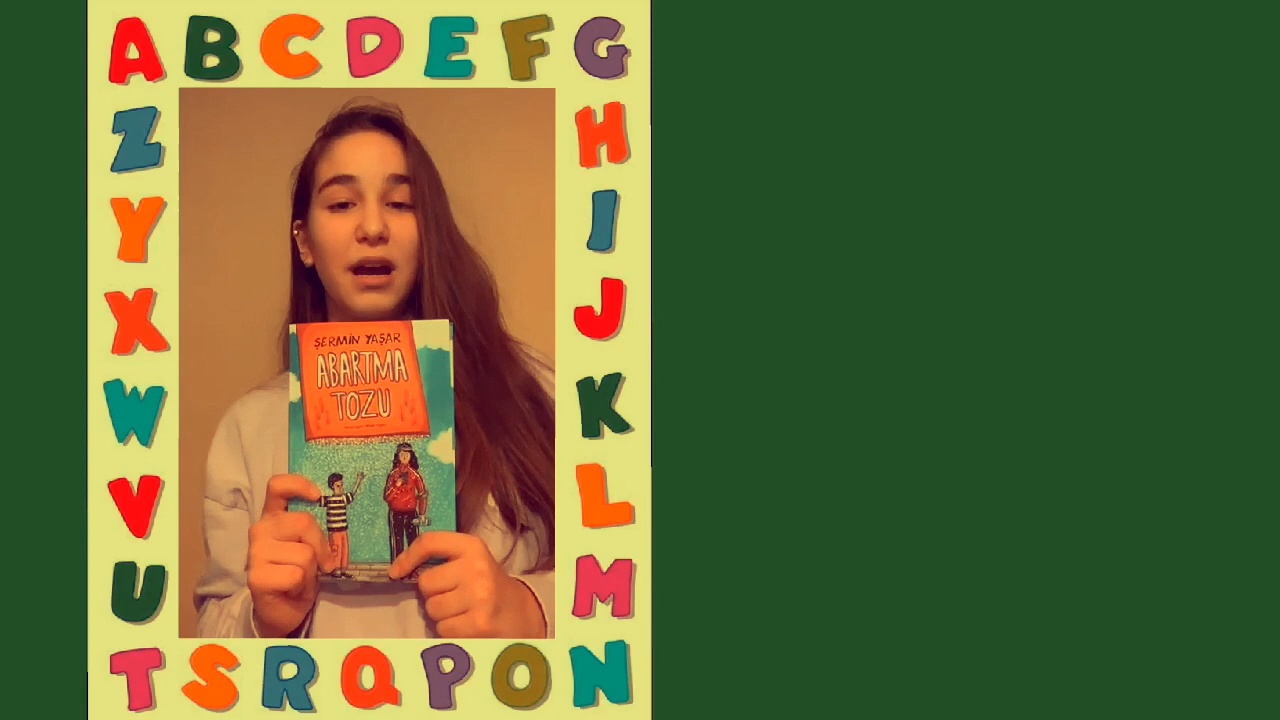 A B C D E F G
Z H
Y I
X J
W K
V L
U M
T S R Q P O N
ŞERMİN YAŞAR
ABARTMA
TOZU